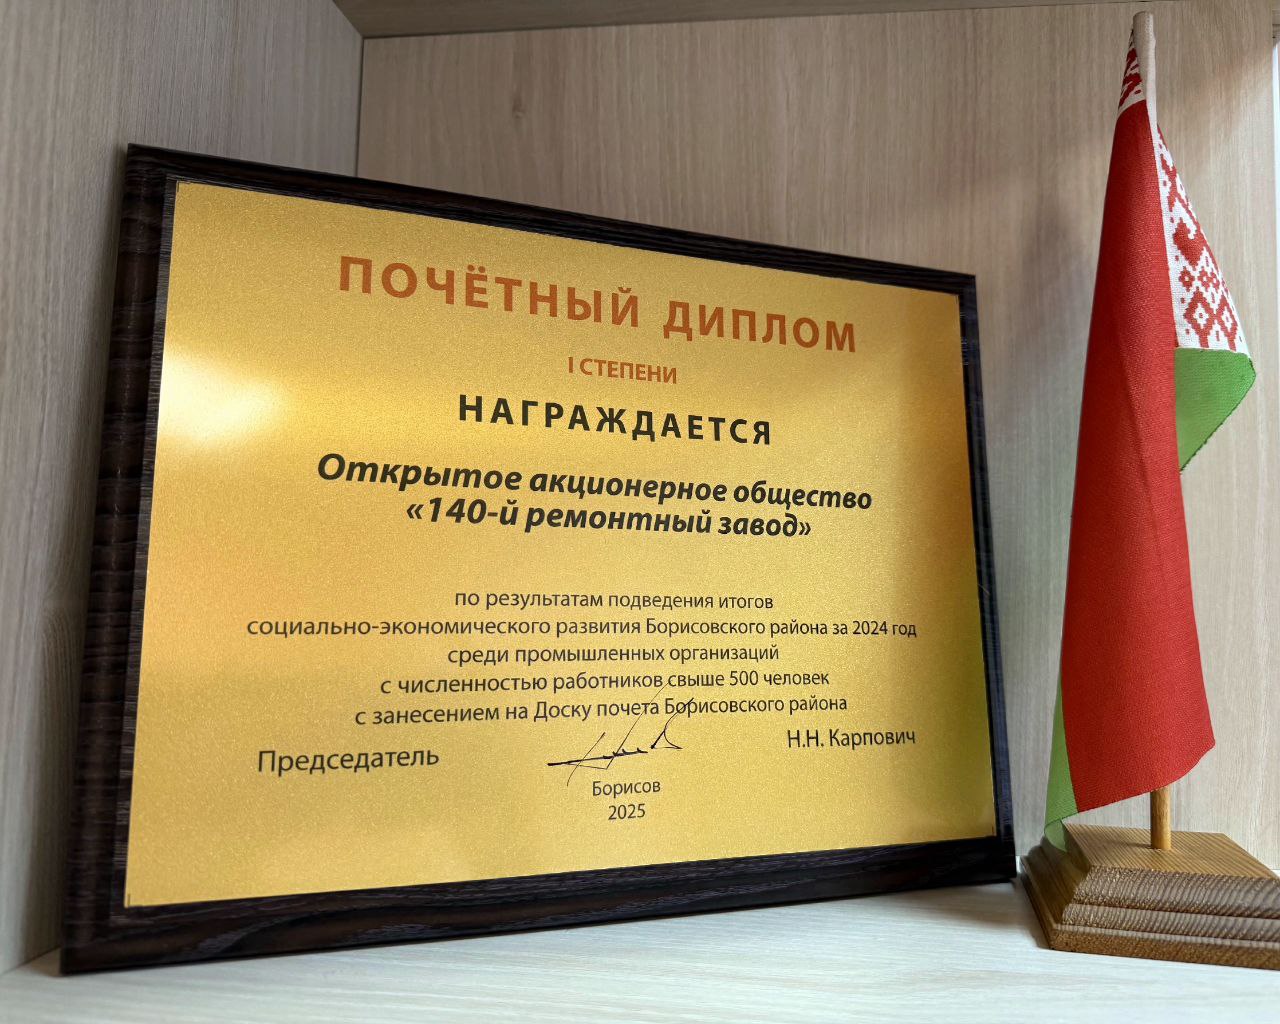 ПОЧЁТНЫЙ ДИПЛОМ
I СТЕПЕНИ
НАГРАЖДАЕТСЯ
Открытое акционерное общество
«140-й ремонтный завод»
по результатам подведения итогов
социально-экономического развития Борисовского района за 2024 год
среди промышленных организаций
с численностью работников свыше 500 человек
с занесением на Доску почета Борисовского района
Председатель Н.Н. Карпович
Борисов
2025